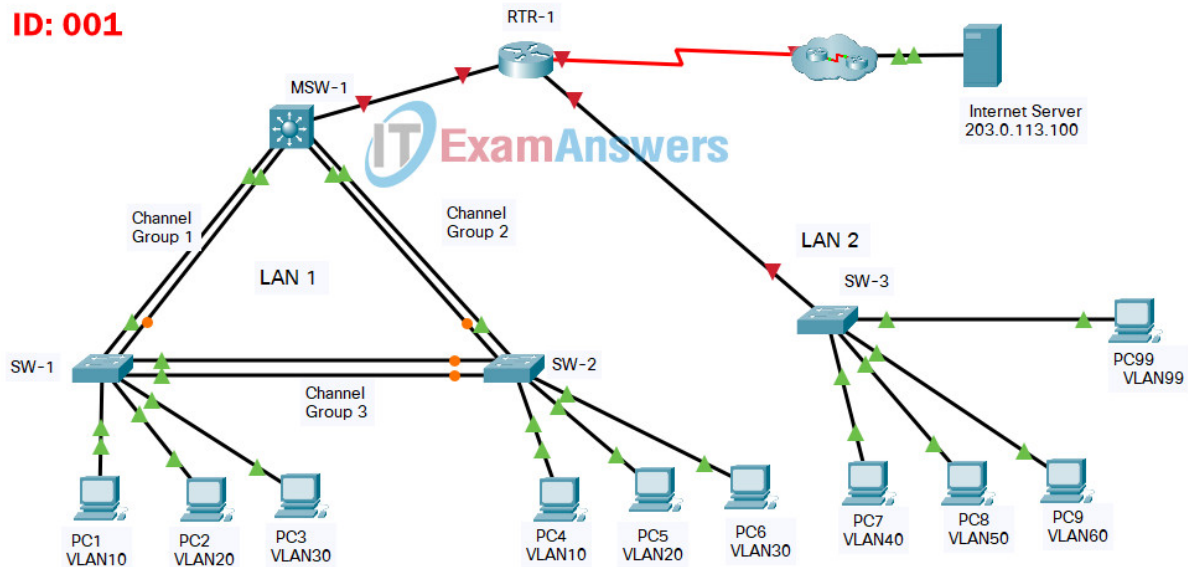 ID: 001
RTR-1
MSW-1
Internet Server
203.0.113.100
IT ExamAnswers
Channel
Group 1
Channel
Group 2
LAN 1
LAN 2
SW-3
SW-1
SW-2
Channel
Group 3
PC99
VLAN99
PC1
VLAN10
PC2
VLAN20
PC3
VLAN30
PC4
VLAN10
PC5
VLAN20
PC6
VLAN30
PC7
VLAN40
PC8
VLAN50
PC9
VLAN60